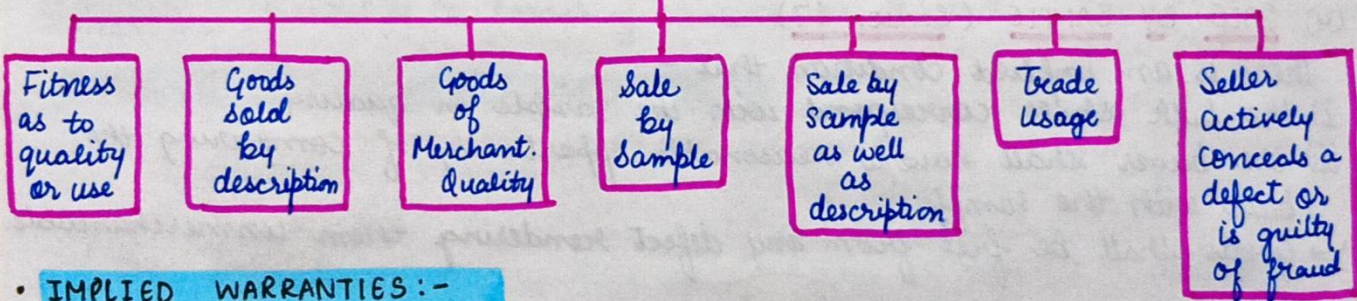 Fitness
as to
quality
or use
Goods
sold
by
description
Goods
of
Merchant.
Quality
Sale
by
Sample
Sale by
Sample
as well
as
description
Trade
usage
Seller
actively
conceals a
defect or
is guilty
of fraud
• IMPLIED WARRANTIES:-